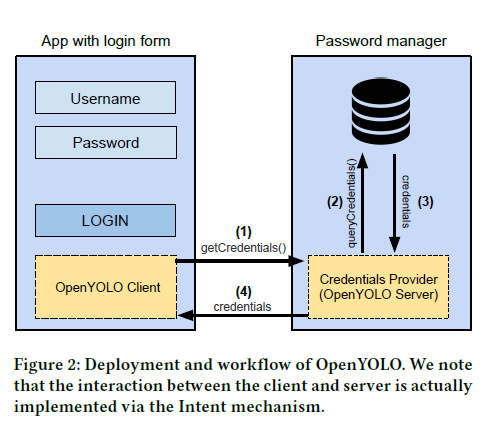 App with login form
Password manager
Username
Password
LOGIN
OpenYOLO Client
(1)
getCredentials()
(4)
credentials
(2)
queryCredentials()
credentials
(3)
Credentials Provider
(OpenYOLO Server)
Figure 2: Deployment and workflow of OpenYOLO. We note
that the interaction between the client and server is actually
implemented via the Intent mechanism.